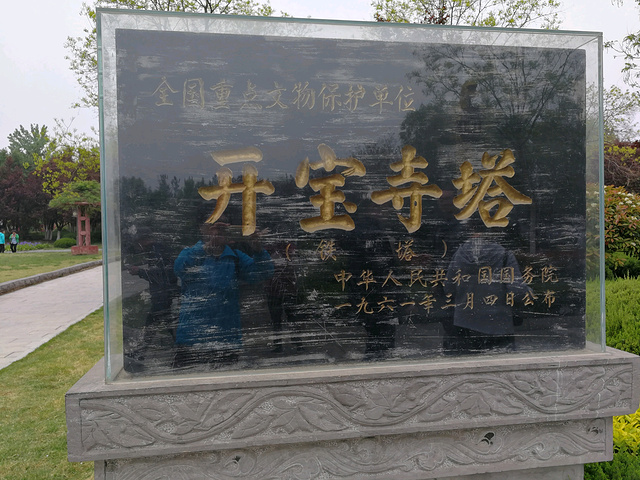 全国重点文物保护单位
开宝寺塔
（铁塔）
中华人民共和国国务院
一九六一年三月四日公布